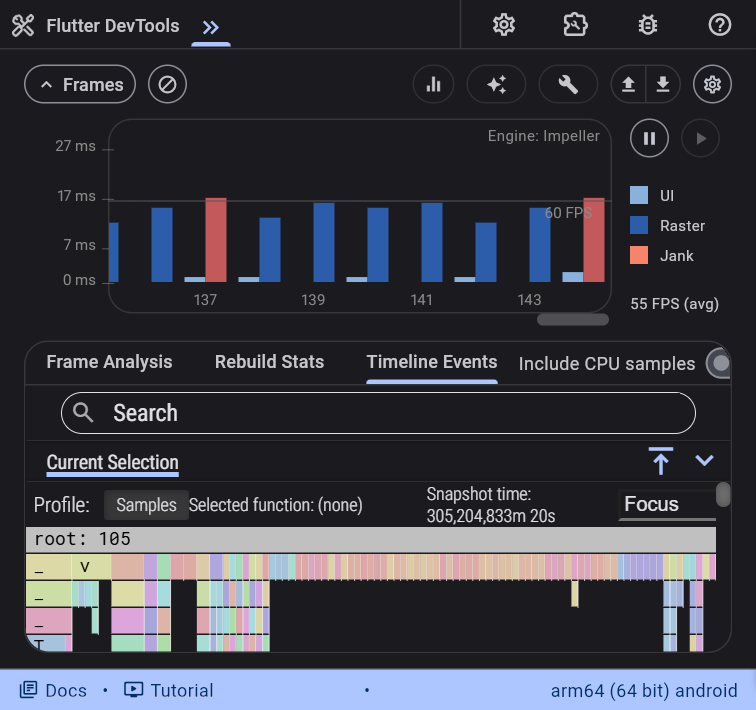 Flutter DevTools
Frames
Engine: Impeller
27 ms
17 ms
7 ms
0 ms
60 FPS
137 139 141 143
UI
Raster
Jank
55 FPS (avg)
Frame Analysis Rebuild Stats Timeline Events Include CPU samples
Search
Current Selection
Profile: Samples Selected function: (none) Snapshot time: 305,204,833m 20s Focus
root: 105
_ v
_
_
T
Docs • Tutorial • arm64 (64 bit) android